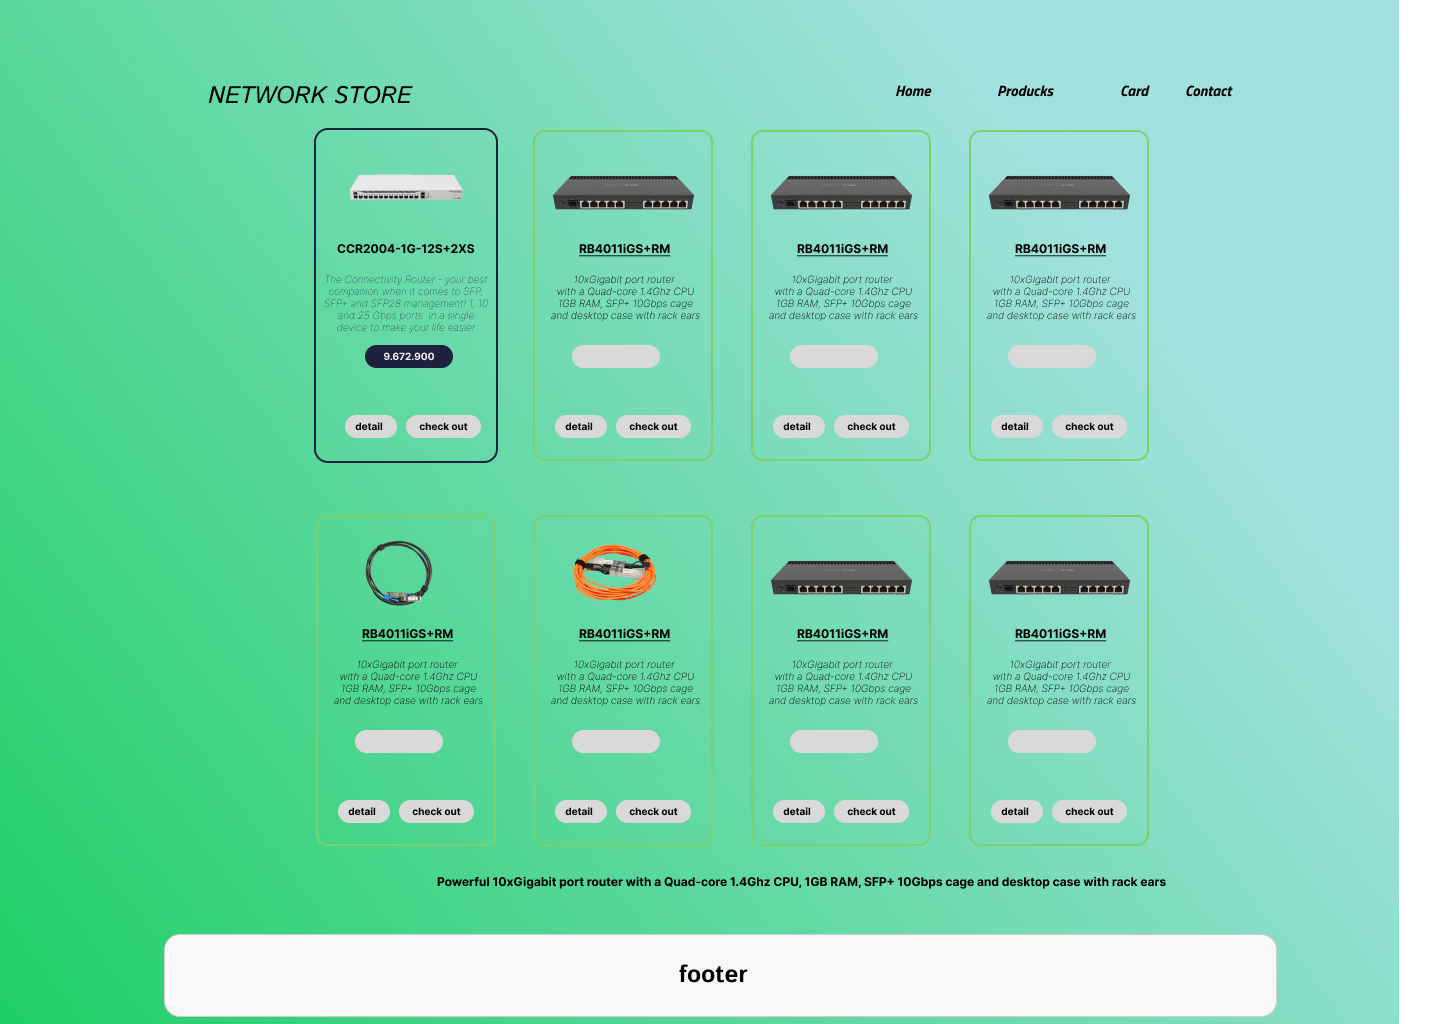 NETWORK STORE
Home Producks Card Contact
CCR2004-1G-12S+2XS
The Connectivity Router - your best
companion when it comes to SFP,
SFP+ and SFP28 management! 1, 10
and 25 Gbps ports in a single
device to make your life easier
9.672.900
detail check out
RB4011iGS+RM
10xGigabit port router
with a Quad-core 1.4Ghz CPU
1GB RAM, SFP+ 10Gbps cage
and desktop case with rack ears
detail check out
RB4011iGS+RM
10xGigabit port router
with a Quad-core 1.4Ghz CPU
1GB RAM, SFP+ 10Gbps cage
and desktop case with rack ears
detail check out
RB4011iGS+RM
10xGigabit port router
with a Quad-core 1.4Ghz CPU
1GB RAM, SFP+ 10Gbps cage
and desktop case with rack ears
detail check out
RB4011iGS+RM
10xGigabit port router
with a Quad-core 1.4Ghz CPU
1GB RAM, SFP+ 10Gbps cage
and desktop case with rack ears
detail check out
RB4011iGS+RM
10xGigabit port router
with a Quad-core 1.4Ghz CPU
1GB RAM, SFP+ 10Gbps cage
and desktop case with rack ears
detail check out
RB4011iGS+RM
10xGigabit port router
with a Quad-core 1.4Ghz CPU
1GB RAM, SFP+ 10Gbps cage
and desktop case with rack ears
detail check out
RB4011iGS+RM
10xGigabit port router
with a Quad-core 1.4Ghz CPU
1GB RAM, SFP+ 10Gbps cage
and desktop case with rack ears
detail check out
Powerful 10xGigabit port router with a Quad-core 1.4Ghz CPU, 1GB RAM, SFP+ 10Gbps cage and desktop case with rack ears
footer